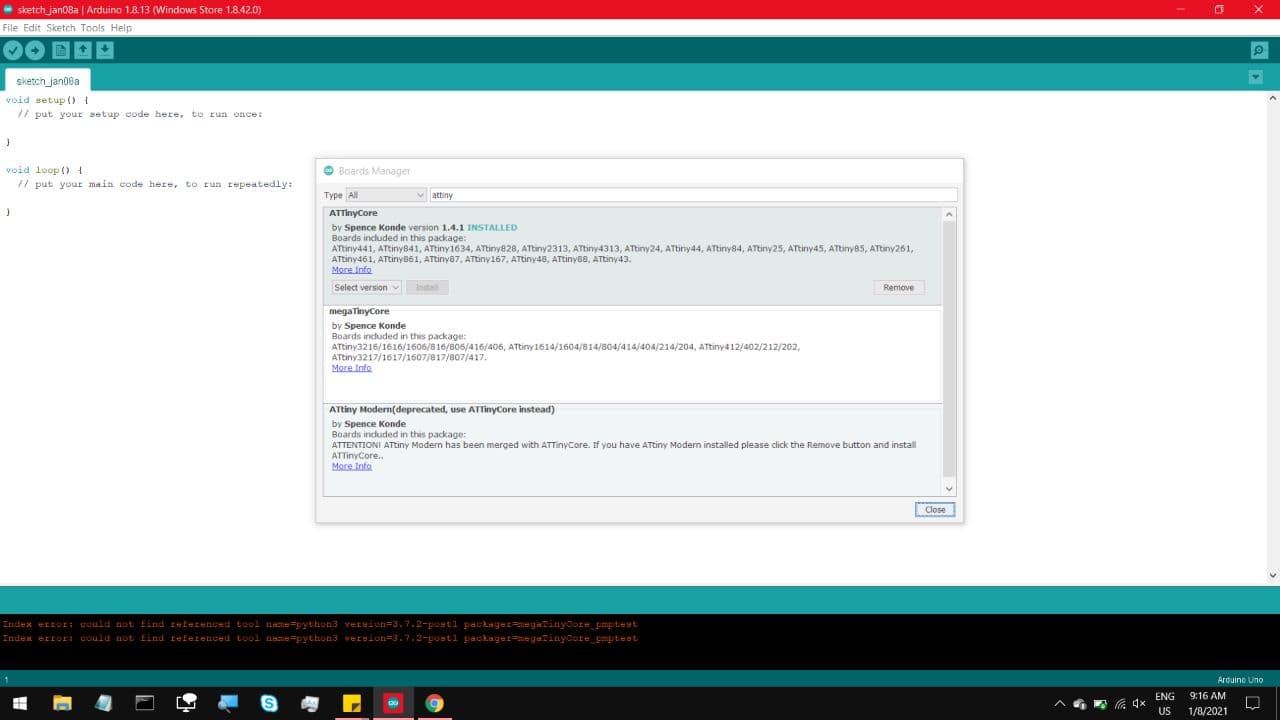 sketch_jan08a | Arduino 1.8.13 (Windows Store 1.8.42.0)
File Edit Sketch Tools Help
sketch_jan08a
void setup() {
// put your setup code here, to run once:
}
void loop() {
// put your main code here, to run repeatedly:
}
Boards Manager
Type All attiny
ATTinyCore
by Spence Konde version 1.4.1 INSTALLED
Boards included in this package:
ATtiny441, ATtiny841, ATtiny1634, ATtiny828, ATtiny2313, ATtiny4313, ATtiny24, ATtiny44, ATtiny84, ATtiny25, ATtiny45, ATtiny85, ATtiny261,
ATtiny461, ATtiny861, ATtiny87, ATtiny167, ATtiny48, ATtiny88, ATtiny43.
More Info
Select version Install Remove
megaTinyCore
by Spence Konde
Boards included in this package:
ATtiny3216/1616/1606/816/806/416/406, ATtiny1614/1604/814/804/414/404/214/204, ATtiny412/402/212/202,
ATtiny3217/1617/1607/817/807/417.
More Info
ATtiny Modern(deprecated, use ATTinyCore instead)
by Spence Konde
Boards included in this package:
ATTENTION! ATtiny Modern has been merged with ATTinyCore. If you have ATtiny Modern installed please click the Remove button and install
ATTinyCore..
More Info
Close
Index error: could not find referenced tool name=python3 version=3.7.2-post1 packager=megaTinyCore_pmptest
Index error: could not find referenced tool name=python3 version=3.7.2-post1 packager=megaTinyCore_pmptest
1 Arduino Uno
ENG 9:16 AM
US 1/8/2021